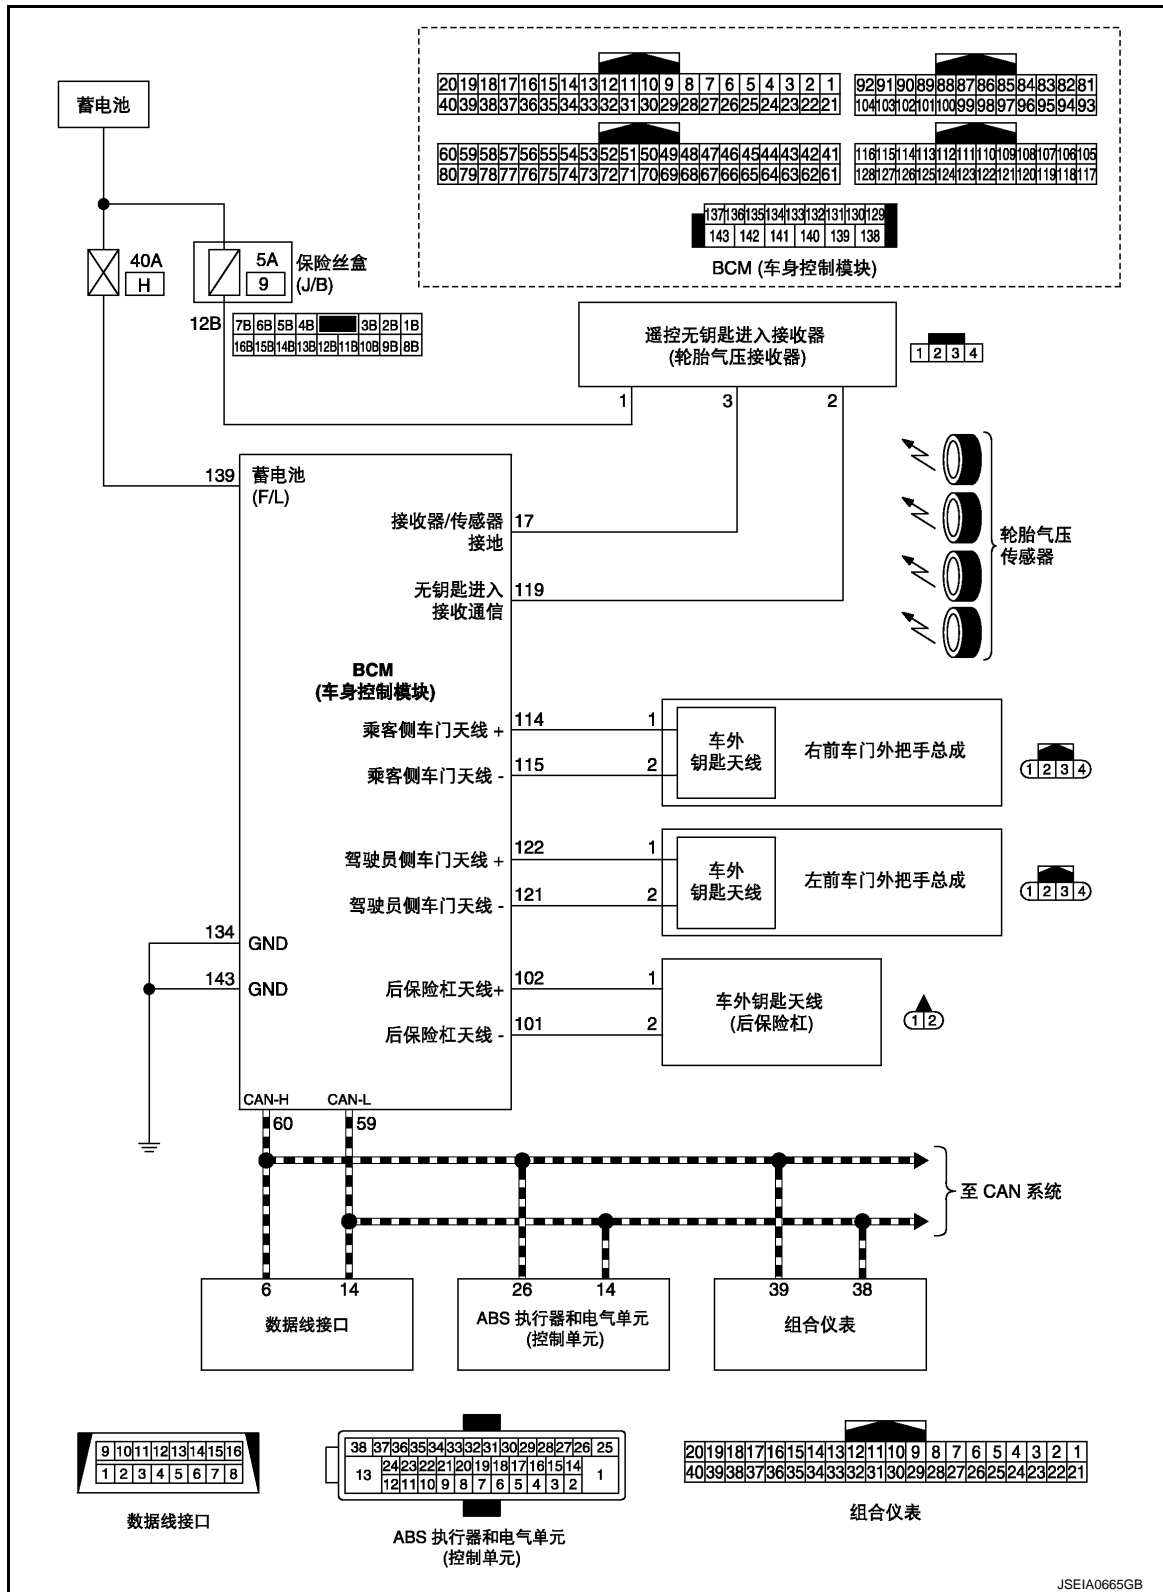 蓄电池
40A
H
5A
9
保险丝盒
(J/B)
12B
7B 6B 5B 4B 3B 2B 1B
16B 15B 14B 13B 12B 11B 10B 9B 8B
20 19 18 17 16 15 14 13 12 11 10 9 8 7 6 5 4 3 2 1
40 39 38 37 36 35 34 33 32 31 30 29 28 27 26 25 24 23 22 21
92 91 90 89 88 87 86 85 84 83 82 81
104 103 102 101 100 99 98 97 96 95 94 93
60 59 58 57 56 55 54 53 52 51 50 49 48 47 46 45 44 43 42 41
80 79 78 77 76 75 74 73 72 71 70 69 68 67 66 65 64 63 62 61
116 115 114 113 112 111 110 109 108 107 106 105
128 127 126 125 124 123 122 121 120 119 118 117
137 136 135 134 133 132 131 130 129
143 142 141 140 139 138
BCM (车身控制模块)
遥控无钥匙进入接收器
(轮胎气压接收器)
1 3 2
1 2 3 4
139
蓄电池
(F/L)
接收器/传感器
接地
17
无钥匙进入
接收通信
119
轮胎气压
传感器
BCM
(车身控制模块)
乘客侧车门天线 +
114
1
乘客侧车门天线 -
115
2
车外
钥匙天线
右前车门外把手总成
1 2 3 4
驾驶员侧车门天线 +
122
1
驾驶员侧车门天线 -
121
2
车外
钥匙天线
左前车门外把手总成
1 2 3 4
134
GND
143
GND
后保险杠天线+
102
1
后保险杠天线 -
101
2
车外钥匙天线
(后保险杠)
1 2
CAN-H CAN-L
60 59
至 CAN 系统
6 14
数据线接口
26 14
ABS 执行器和电气单元
(控制单元)
39 38
组合仪表
9 10 11 12 13 14 15 16
1 2 3 4 5 6 7 8
数据线接口
38 37 36 35 34 33 32 31 30 29 28 27 26 25
13
24 23 22 21 20 19 18 17 16 15 14
12 11 10 9 8 7 6 5 4 3 2
1
ABS 执行器和电气单元
(控制单元)
20 19 18 17 16 15 14 13 12 11 10 9 8 7 6 5 4 3 2 1
40 39 38 37 36 35 34 33 32 31 30 29 28 27 26 25 24 23 22 21
组合仪表
JSEIA0665GB